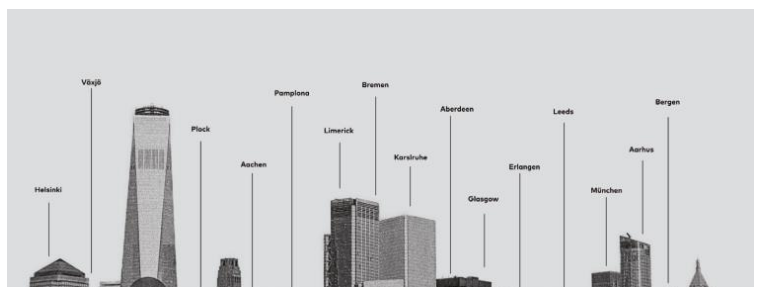 Helsinki
Växjö
Plock
Aachen
Pamplona
Limerick
Bremen
Karlsruhe
Aberdeen
Glasgow
Erlangen
Leeds
München
Aarhus
Bergen